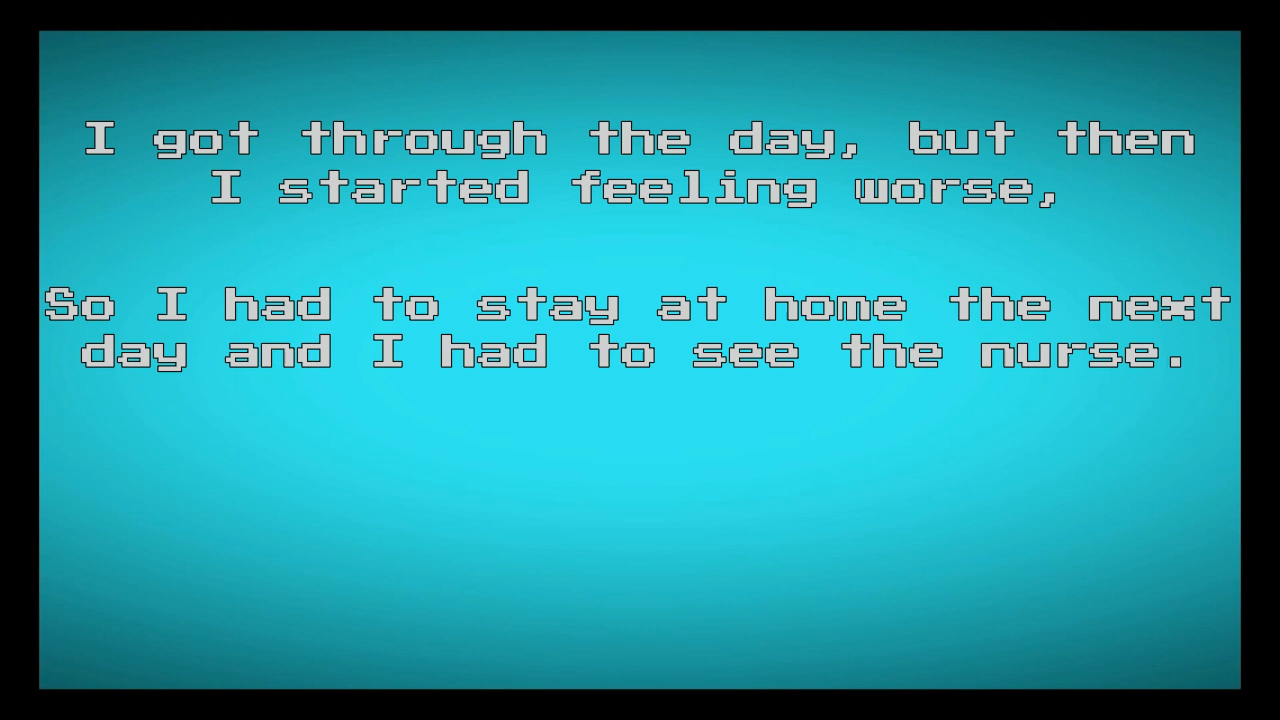 I got through the day, but then
I started feeling worse,
So I had to stay at home the next
day and I had to see the nurse.